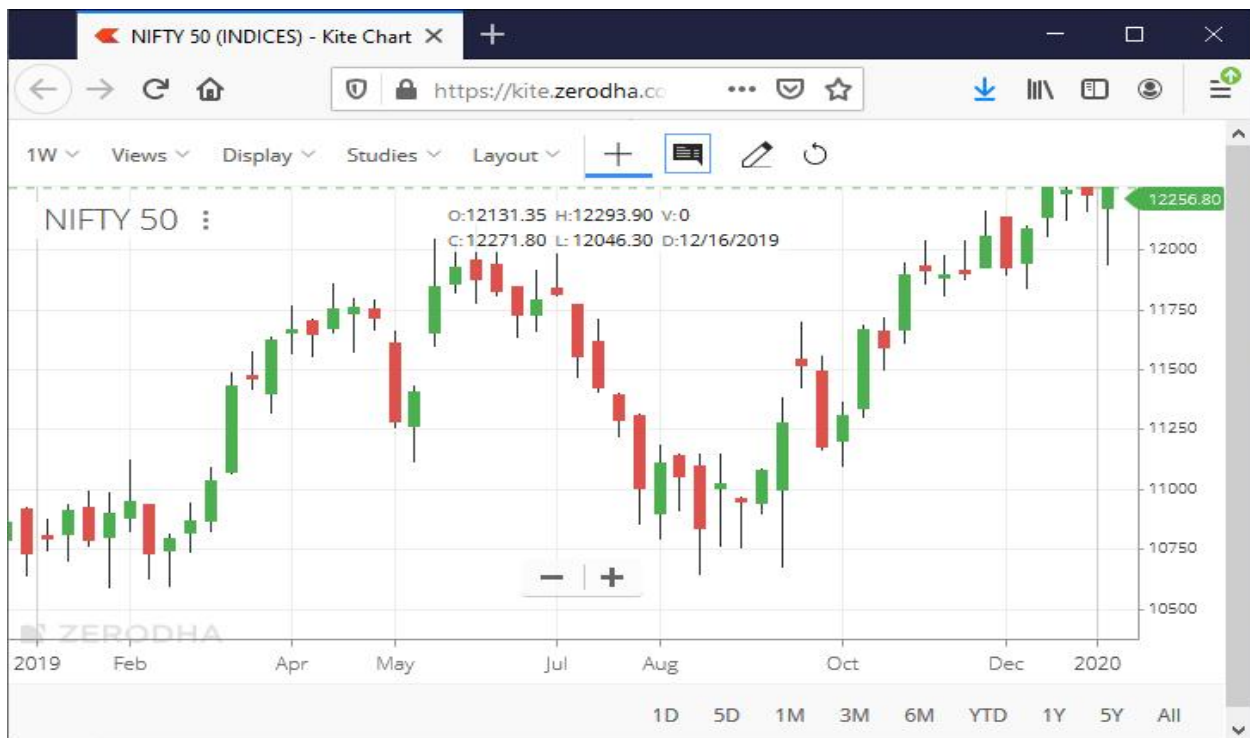 NIFTY 50 (INDICES) - Kite Chart
https://kite.zerodha.co
1W Views Display Studies Layout
NIFTY 50
O:12131.35 H:12293.90 V:0
C:12271.80 L:12046.30 D:12/16/2019
12256.80
12000
11750
11500
11250
11000
10750
10500
ZERODHA
2019 Feb Apr May Jul Aug Oct Dec 2020
1D 5D 1M 3M 6M YTD 1Y 5Y All